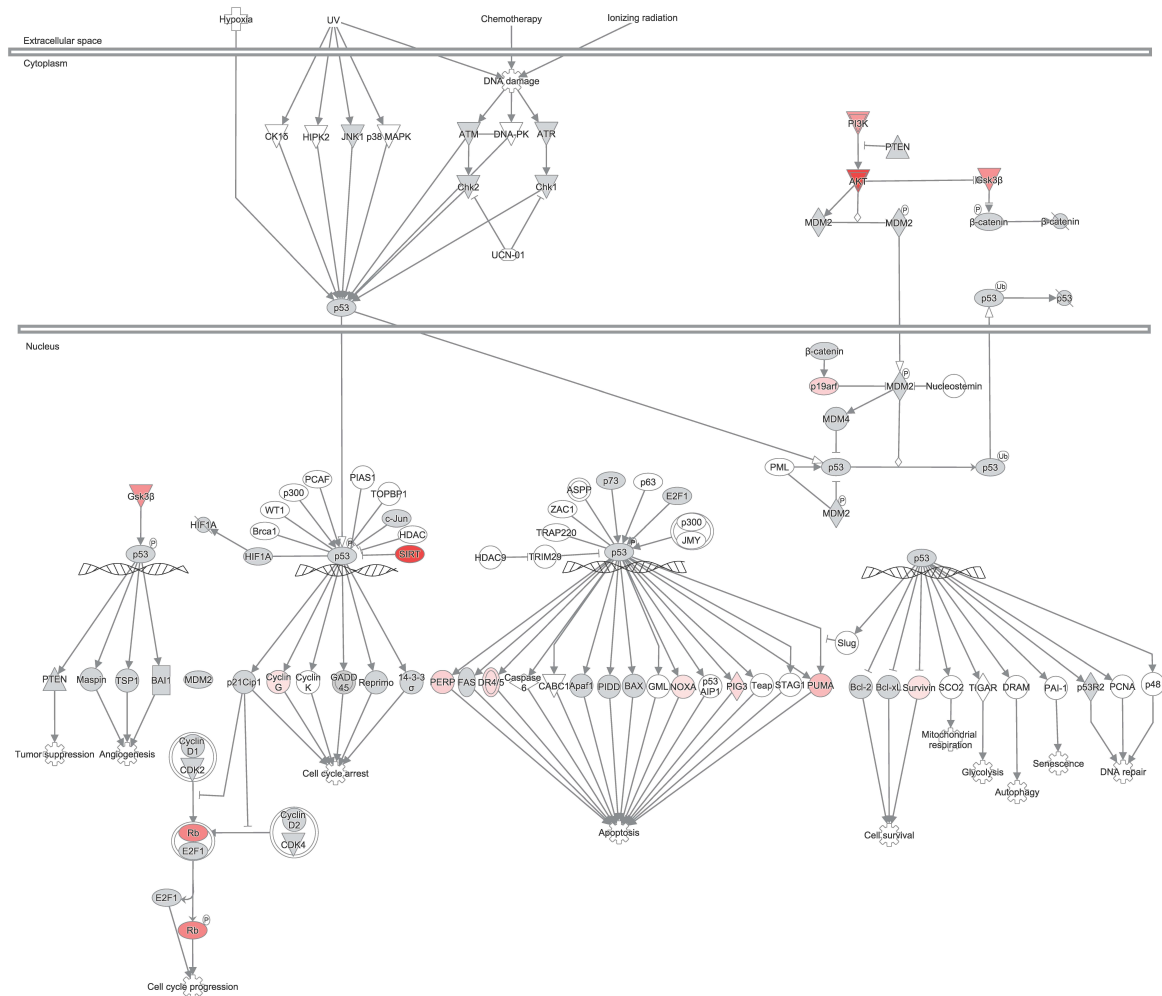 Hypoxia
UV
Chemotherapy
Ionizing radiation
Extracellular space
Cytoplasm
DNA damage
CK1δ
HIPK2
JNK1
p38 MAPK
ATM
DNA-PK
ATR
Chk2
Chk1
UCN-01
p53
PI3K
PTEN
AKT
Gsk3β
MDM2
P
MDM2
P
β-catenin
β-catenin
Ub
p53
p53
Nucleus
β-catenin
p19arf
P
MDM2
Nucleostemin
MDM4
PML
p53
Ub
p53
P
MDM2
Gsk3β
P
p53
PCAF
PIAS1
p300
TOPBP1
WT1
c-Jun
HIF1A
Brca1
HDAC
HIF1A
P
p53
SIRT
ASPP
p73
p63
E2F1
ZAC1
p300
JMY
TRAP220
HDAC9
TRIM29
P
p53
p53
Slug
PTEN
Maspin
TSP1
BAI1
MDM2
p21Cip1
Cyclin
G
Cyclin
K
GADD
45
Reprimo
14-3-3
σ
PERP
FAS
DR4/5
Caspase
6
CABC1
Apaf1
PIDD
BAX
GML
NOXA
p53
AIP1
PIG3
Teap
STAG1
PUMA
Bcl-2
Bcl-xL
Survivin
SCO2
TIGAR
DRAM
PAI-1
p53R2
PCNA
p48
Tumor suppression
Angiogenesis
Cyclin
D1
CDK2
Cell cycle arrest
Mitochondrial
respiration
Glycolysis
Autophagy
Senescence
DNA repair
Cyclin
D2
CDK4
Rb
E2F1
Apoptosis
Cell survival
E2F1
P
Rb
Cell cycle progression